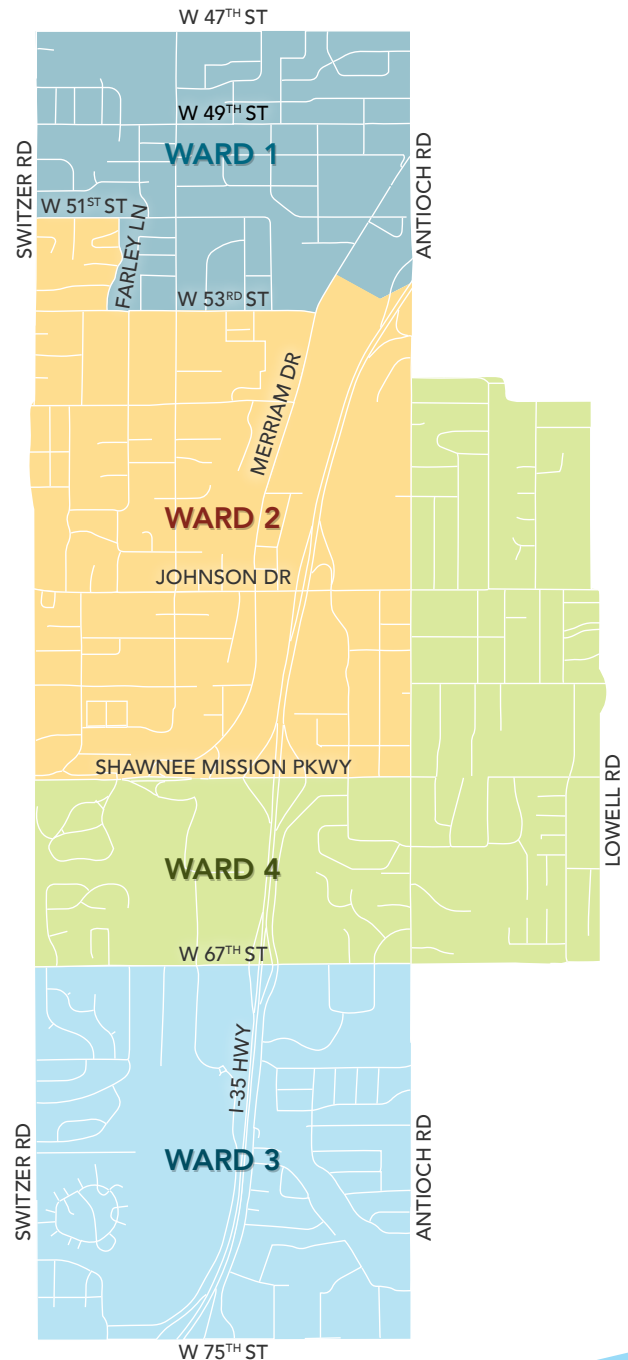 W 47TH ST
W 49TH ST
WARD 1
SWITZER RD
ANTIOCH RD
W 51ST ST
FARLEY LN
W 53RD ST
MERRIAM DR
WARD 2
JOHNSON DR
SHAWNEE MISSION PKWY
LOWELL RD
WARD 4
W 67TH ST
I-35 HWY
WARD 3
SWITZER RD
ANTIOCH RD
W 75TH ST